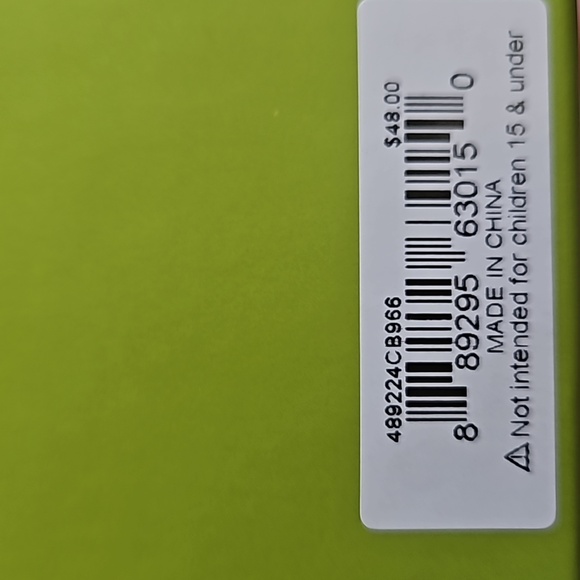 489224CB966 $48.00
8 89295 63015 0
MADE IN CHINA
⚠ Not intended for children 15 & under